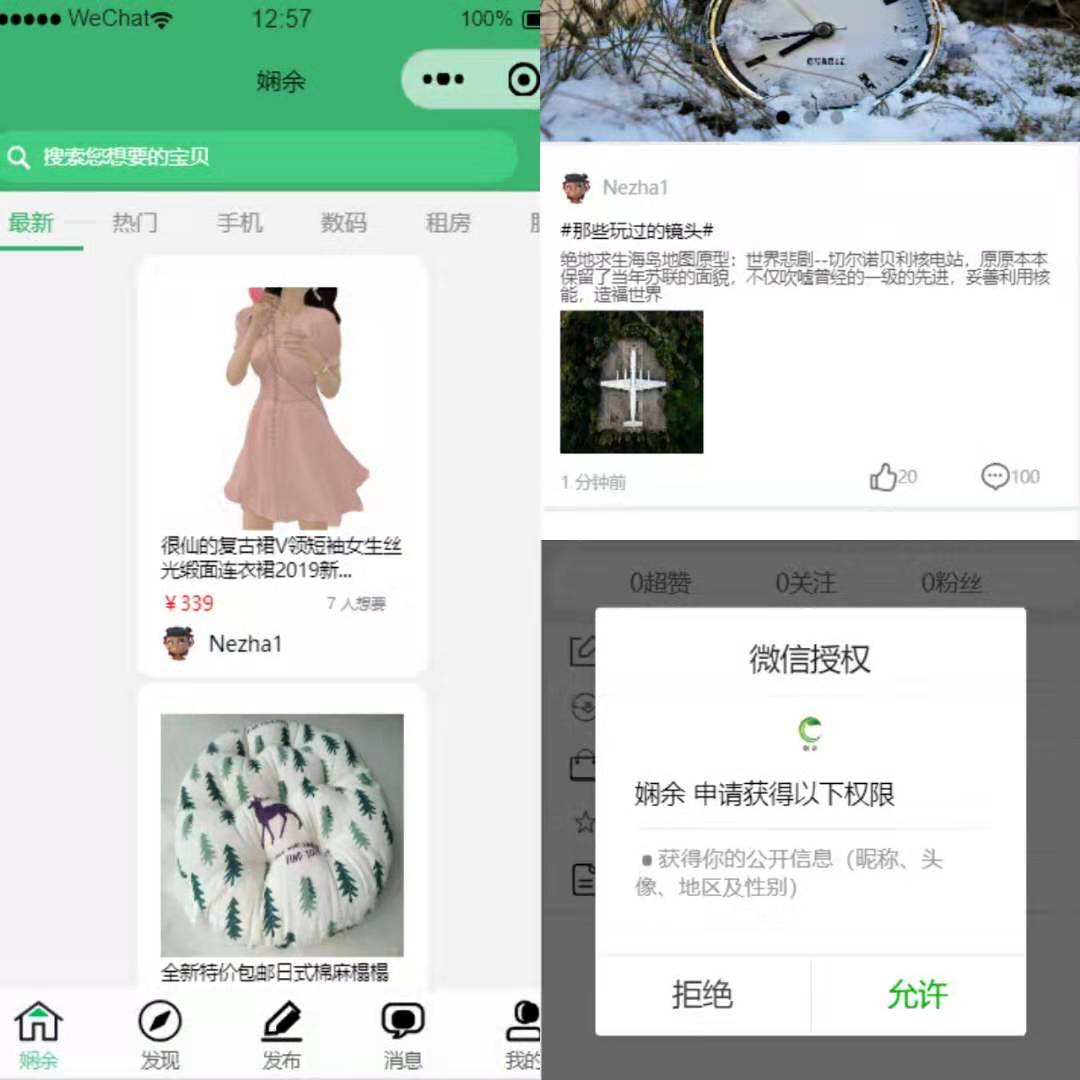 WeChat 12:57 100%
娴余
搜索您想要的宝贝
最新 热门 手机 数码 租房
很仙的复古裙V领短袖女生丝
光缎面连衣裙2019新...
¥339 7人想要
Nezha1
全新特价包邮日式棉麻榻榻
娴余 发现 发布 消息 我的
Nezha1
#那些玩过的镜头#
绝地求生海岛地图原型：世界悲剧--切尔诺贝利核电站，原原本本
保留了当年苏联的面貌，不仅吹嘘曾经的一级的先进，妥善利用核
能，造福世界
1 分钟前 20 100
0超赞 0关注 0粉丝
微信授权
娴余 申请获得以下权限
获得你的公开信息（昵称、头
像、地区及性别）
拒绝 允许